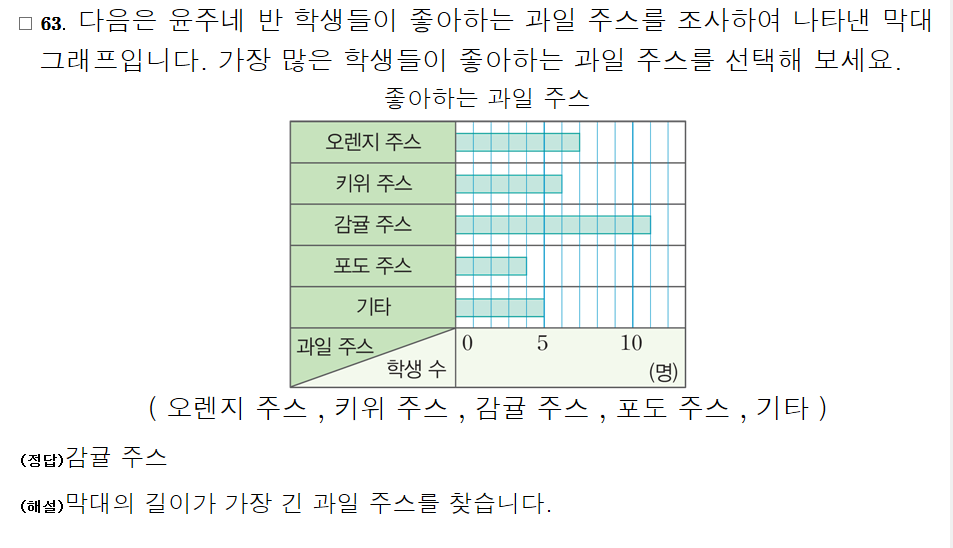 □ 63. 다음은 윤주네 반 학생들이 좋아하는 과일 주스를 조사하여 나타낸 막대
그래프입니다. 가장 많은 학생들이 좋아하는 과일 주스를 선택해 보세요.
좋아하는 과일 주스
오렌지 주스
키위 주스
감귤 주스
포도 주스
기타
과일 주스
학생 수
0 5 10
(명)
( 오렌지 주스 , 키위 주스 , 감귤 주스 , 포도 주스 , 기타 )
(정답)감귤 주스
(해설)막대의 길이가 가장 긴 과일 주스를 찾습니다.